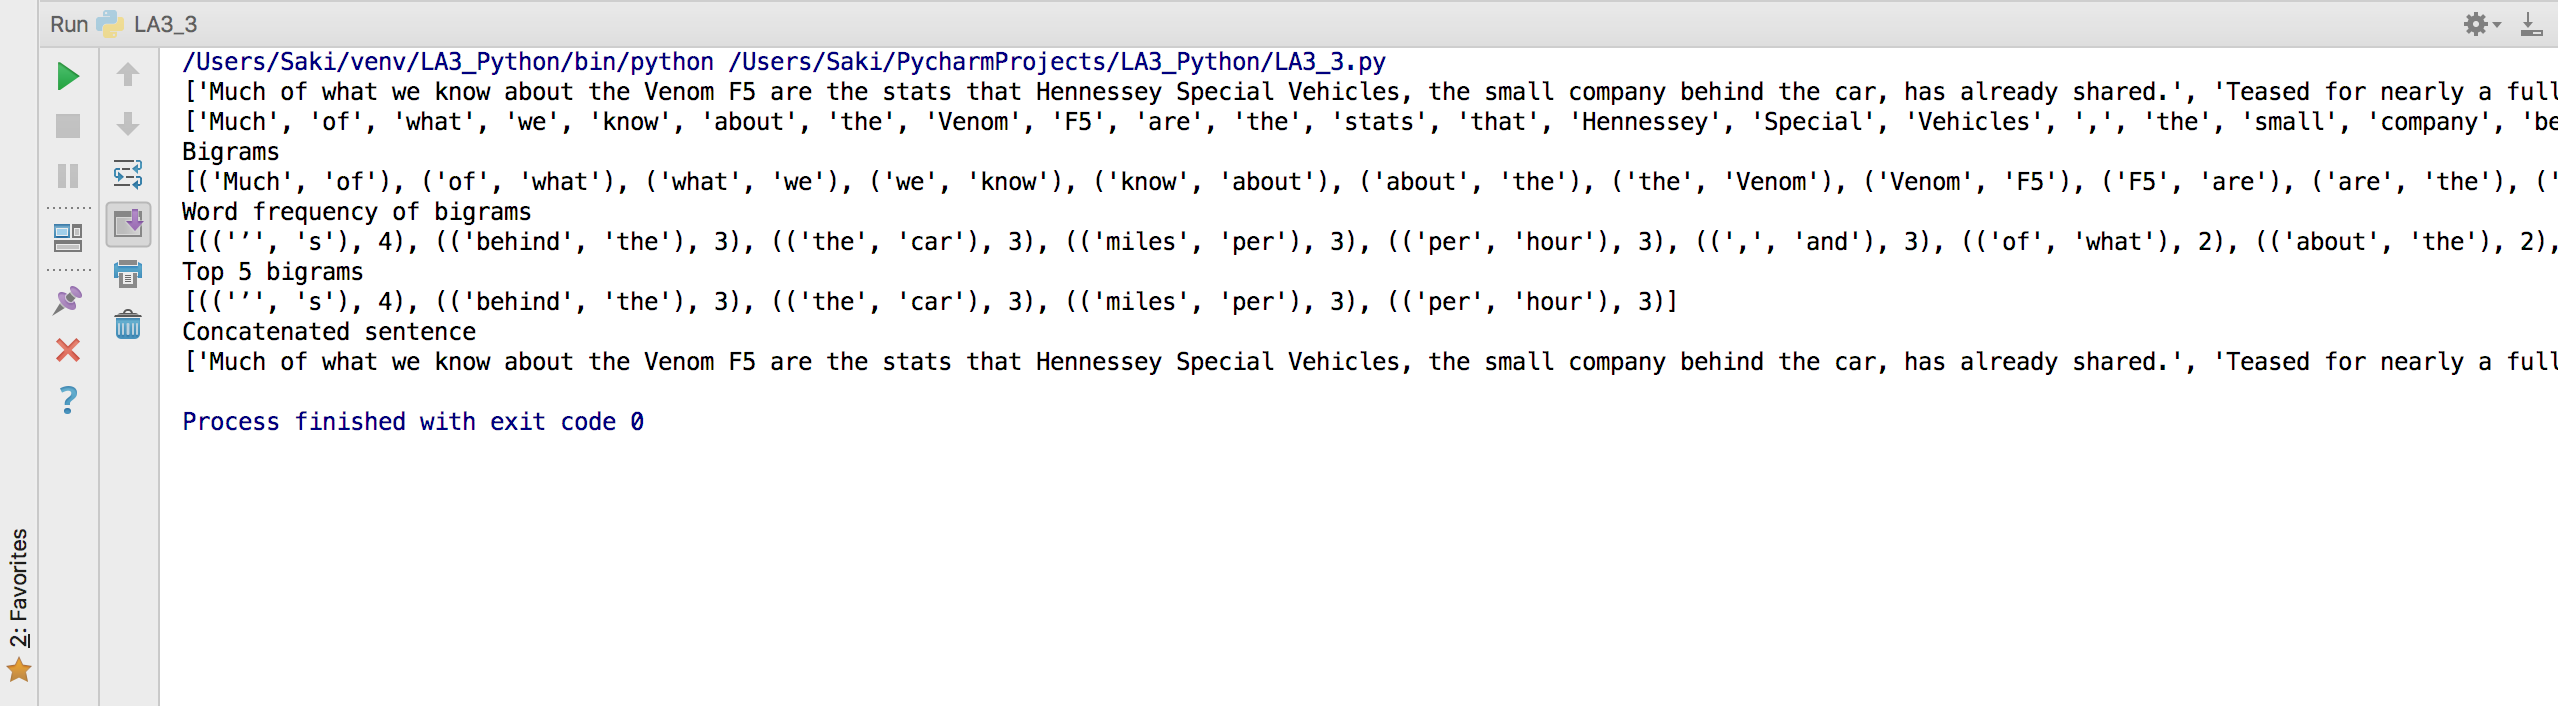 Run LA3_3
/Users/Saki/venv/LA3_Python/bin/python /Users/Saki/PycharmProjects/LA3_Python/LA3_3.py
['Much of what we know about the Venom F5 are the stats that Hennessey Special Vehicles, the small company behind the car, has already shared.', 'Teased for nearly a full
['Much', 'of', 'what', 'we', 'know', 'about', 'the', 'Venom', 'F5', 'are', 'the', 'stats', 'that', 'Hennessey', 'Special', 'Vehicles', ',', 'the', 'small', 'company', 'be
Bigrams
[('Much', 'of'), ('of', 'what'), ('what', 'we'), ('we', 'know'), ('know', 'about'), ('about', 'the'), ('the', 'Venom'), ('Venom', 'F5'), ('F5', 'are'), ('are', 'the'), ('
Word frequency of bigrams
[(('’', 's'), 4), (('behind', 'the'), 3), (('the', 'car'), 3), (('miles', 'per'), 3), (('per', 'hour'), 3), ((',', 'and'), 3), (('of', 'what'), 2), (('about', 'the'), 2),
Top 5 bigrams
[(('’', 's'), 4), (('behind', 'the'), 3), (('the', 'car'), 3), (('miles', 'per'), 3), (('per', 'hour'), 3)]
Concatenated sentence
['Much of what we know about the Venom F5 are the stats that Hennessey Special Vehicles, the small company behind the car, has already shared.', 'Teased for nearly a full
Process finished with exit code 0
2: Favorites